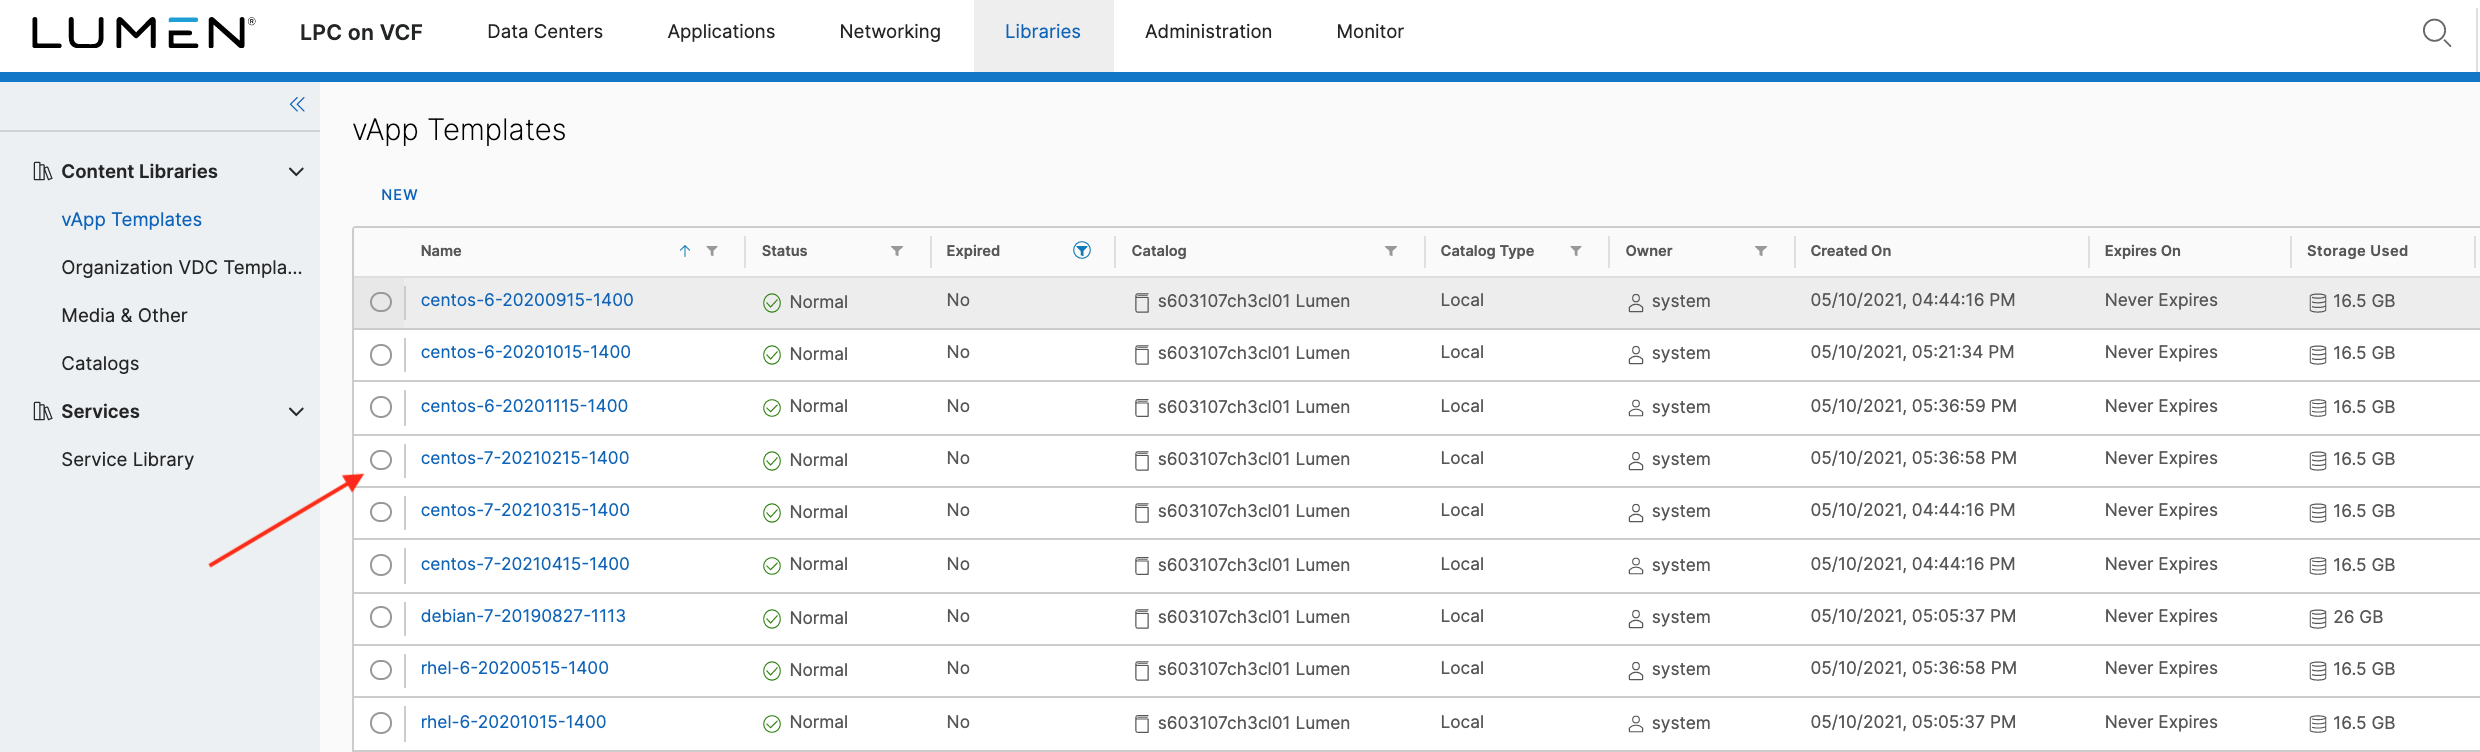 LUMEN® LPC on VCF Data Centers Applications Networking Libraries Administration Monitor
vApp Templates
Content Libraries
vApp Templates
Organization VDC Templa...
Media & Other
Catalogs
Services
Service Library
NEW
Name Status Expired Catalog Catalog Type Owner Created On Expires On Storage Used
centos-6-20200915-1400 Normal No s603107ch3cl01 Lumen Local system 05/10/2021, 04:44:16 PM Never Expires 16.5 GB
centos-6-20201015-1400 Normal No s603107ch3cl01 Lumen Local system 05/10/2021, 05:21:34 PM Never Expires 16.5 GB
centos-6-20201115-1400 Normal No s603107ch3cl01 Lumen Local system 05/10/2021, 05:36:59 PM Never Expires 16.5 GB
centos-7-20210215-1400 Normal No s603107ch3cl01 Lumen Local system 05/10/2021, 05:36:58 PM Never Expires 16.5 GB
centos-7-20210315-1400 Normal No s603107ch3cl01 Lumen Local system 05/10/2021, 04:44:16 PM Never Expires 16.5 GB
centos-7-20210415-1400 Normal No s603107ch3cl01 Lumen Local system 05/10/2021, 04:44:16 PM Never Expires 16.5 GB
debian-7-20190827-1113 Normal No s603107ch3cl01 Lumen Local system 05/10/2021, 05:05:37 PM Never Expires 26 GB
rhel-6-20200515-1400 Normal No s603107ch3cl01 Lumen Local system 05/10/2021, 05:36:58 PM Never Expires 16.5 GB
rhel-6-20201015-1400 Normal No s603107ch3cl01 Lumen Local system 05/10/2021, 05:05:37 PM Never Expires 16.5 GB